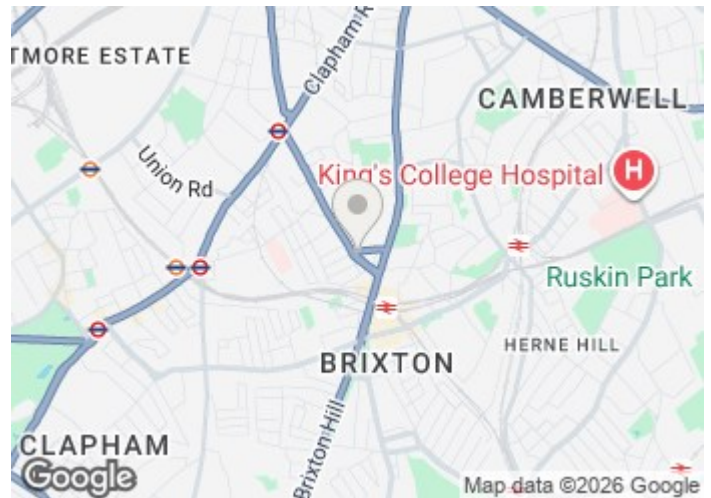 TMORE ESTATE
Clapham R
CAMBERWELL
Union Rd
King's College Hospital
H
Ruskin Park
HERNE HILL
BRIXTON
Brixton Hill
CLAPHAM
Google
Map data ©2026 Google